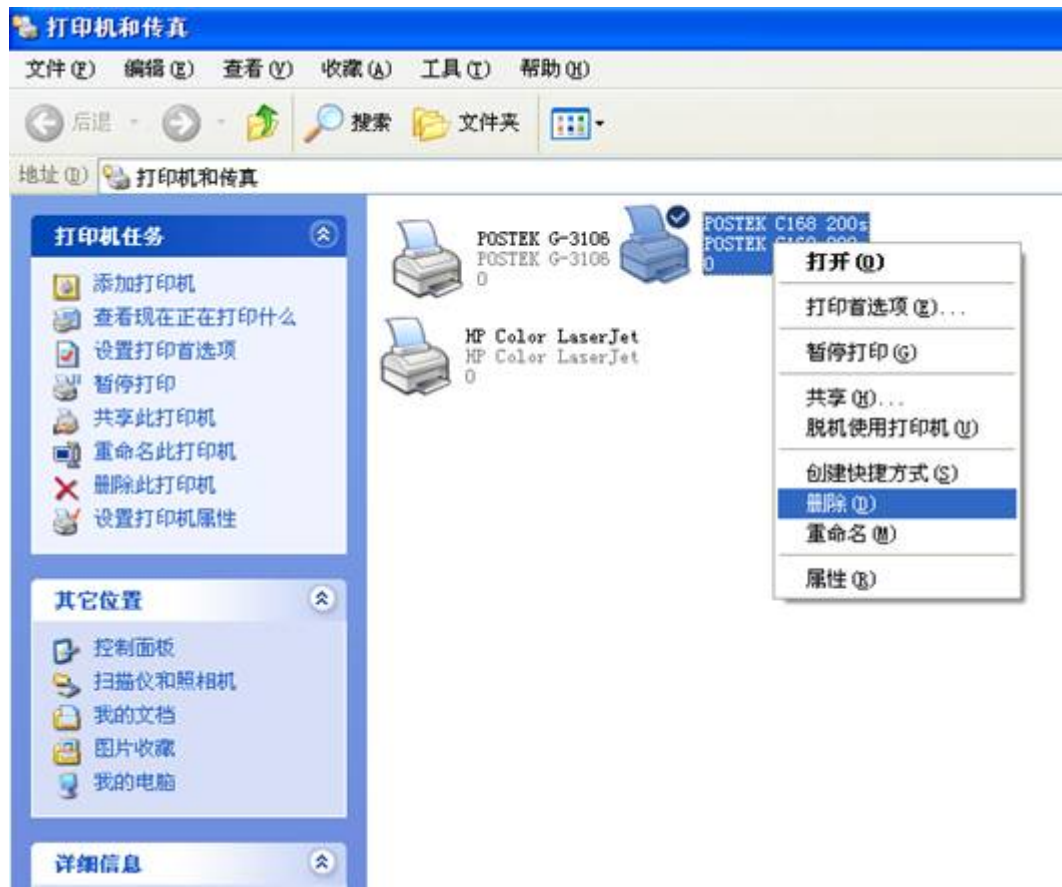 打印机和传真
文件(F) 编辑(E) 查看(V) 收藏(A) 工具(T) 帮助(H)
后退 搜索 文件夹
地址(D) 打印机和传真
打印机任务
添加打印机
查看现在正在打印什么
设置打印首选项
暂停打印
共享此打印机
重命名此打印机
删除此打印机
设置打印机属性
其它位置
控制面板
扫描仪和照相机
我的文档
图片收藏
我的电脑
详细信息
POSTEK G-3106
POSTEK G-3106
0
POSTEK C168 200s
POSTEK C168 200s
0
HP Color LaserJet
HP Color LaserJet
0
打开(O)
打印首选项(E)...
暂停打印(G)
共享(H)...
脱机使用打印机(U)
创建快捷方式(S)
删除(D)
重命名(M)
属性(R)